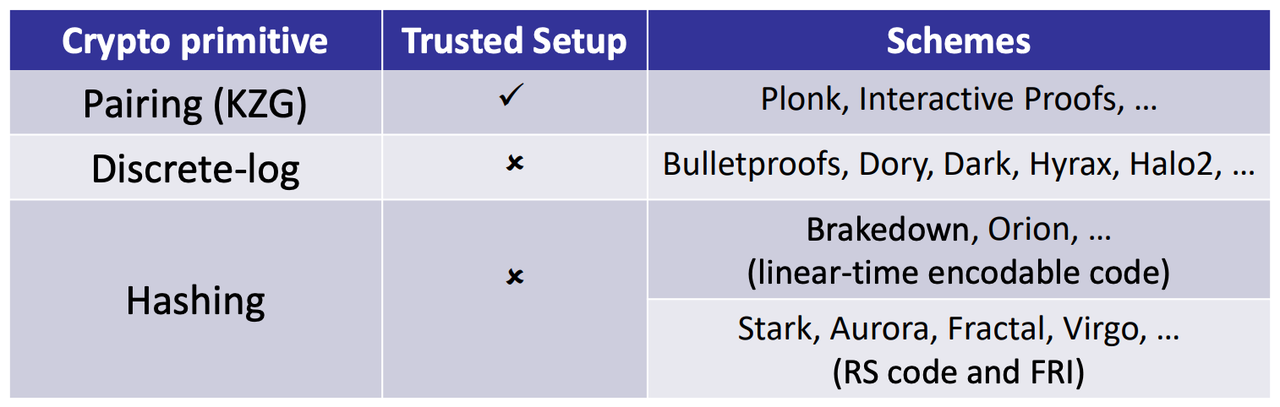 Crypto primitive
Trusted Setup
Schemes
Pairing (KZG)
✓
Plonk, Interactive Proofs, ...
Discrete-log
✘
Bulletproofs, Dory, Dark, Hyrax, Halo2, ...
Hashing
✘
Brakedown, Orion, ...
(linear-time encodable code)
Stark, Aurora, Fractal, Virgo, ...
(RS code and FRI)